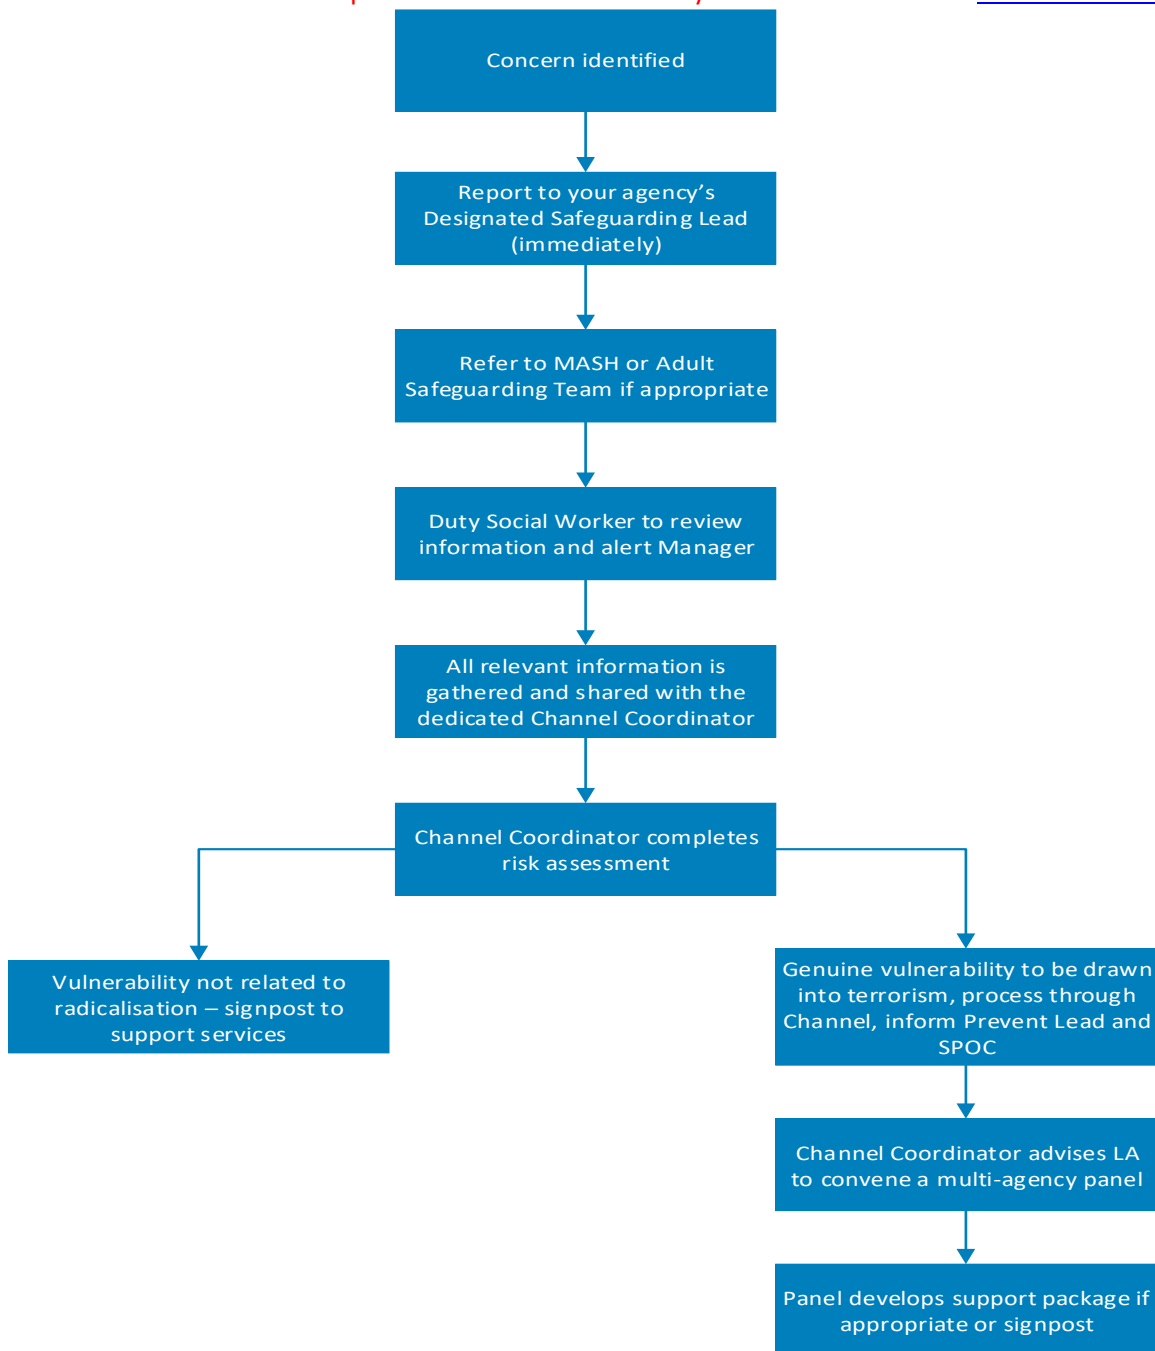 Concern identified
Report to your agency’s
Designated Safeguarding Lead
(immediately)
Refer to MASH or Adult
Safeguarding Team if appropriate
Duty Social Worker to review
information and alert Manager
All relevant information is
gathered and shared with the
dedicated Channel Coordinator
Channel Coordinator completes
risk assessment
Vulnerability not related to
radicalisation – signpost to
support services
Genuine vulnerability to be drawn
into terrorism, process through
Channel, inform Prevent Lead and
SPOC
Channel Coordinator advises LA
to convene a multi-agency panel
Panel develops support package if
appropriate or signpost